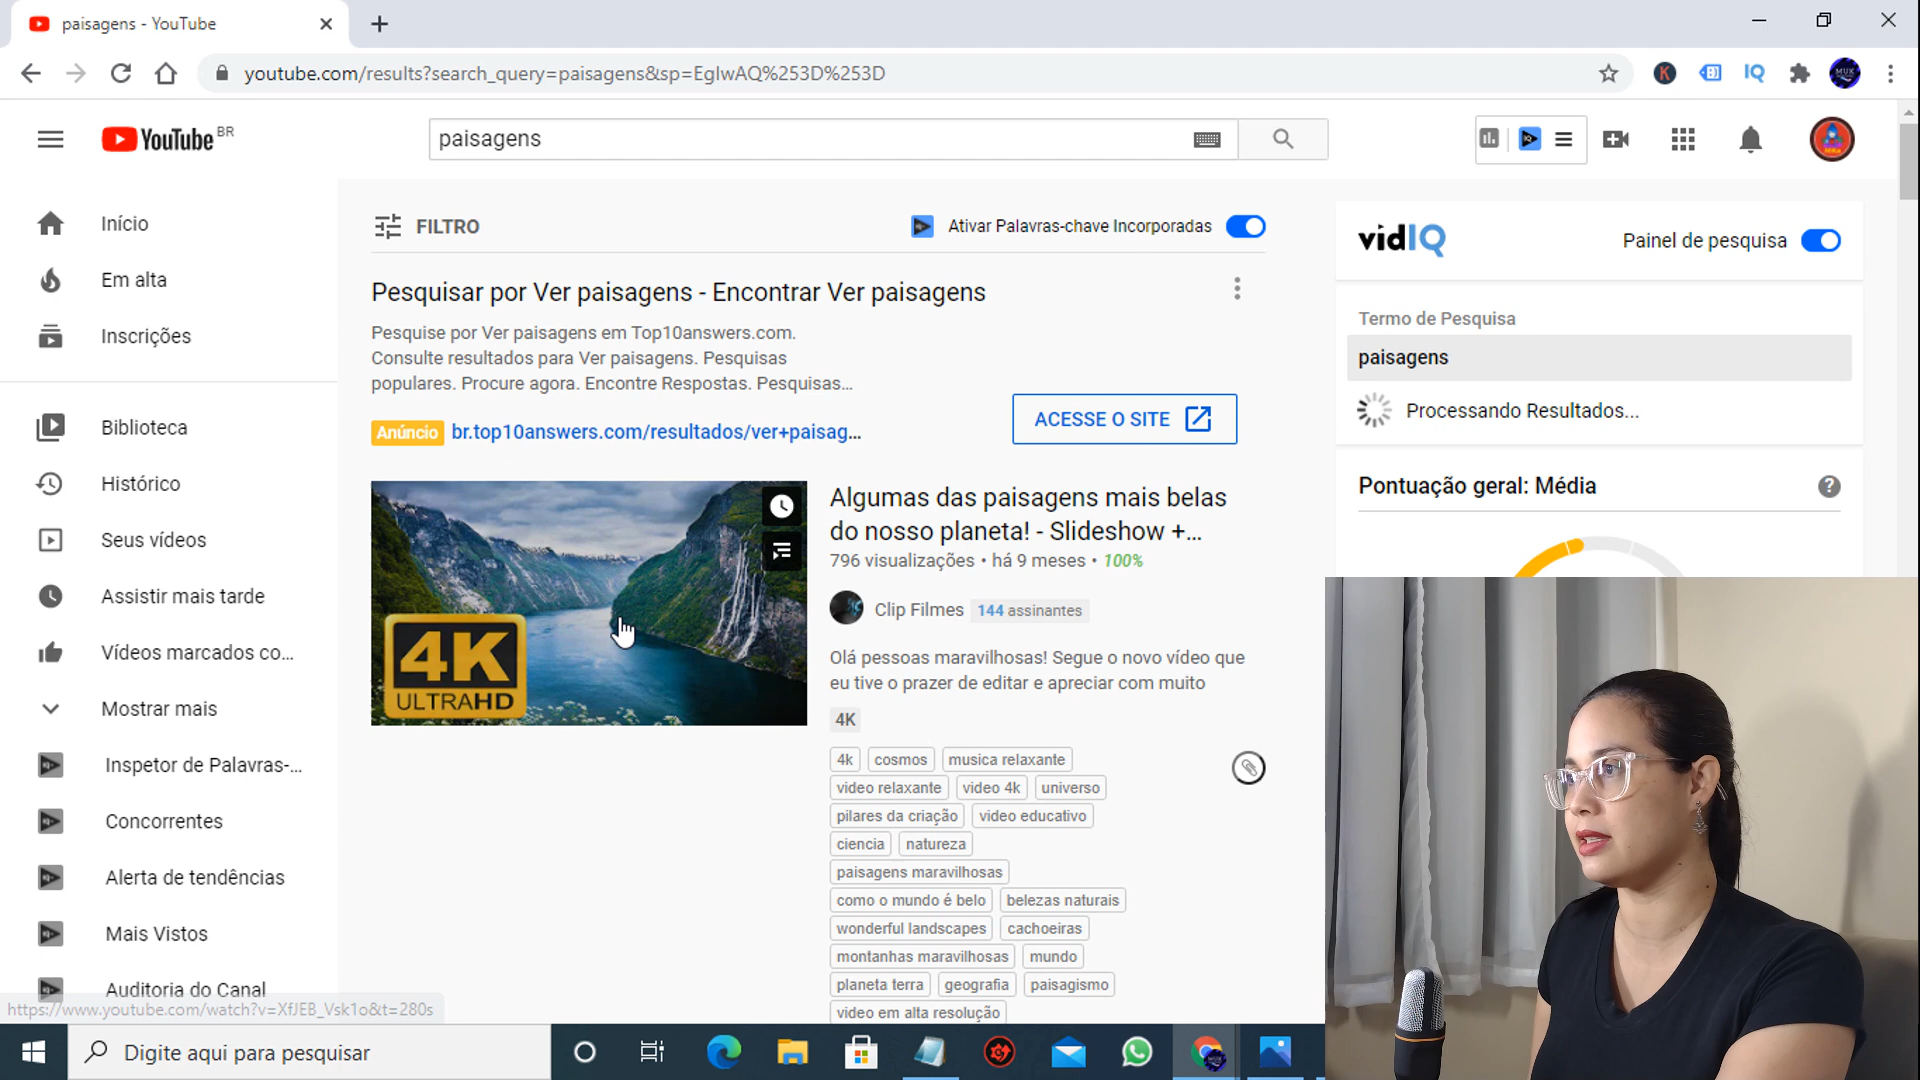 paisagens - YouTube
youtube.com/results?search_query=paisagens&sp=EgIwAQ%253D%253D
K
IQ
MUK
YouTube BR
paisagens
Início
Em alta
Inscrições
Biblioteca
Histórico
Seus vídeos
Assistir mais tarde
Vídeos marcados co...
Mostrar mais
Inspetor de Palavras-...
Concorrentes
Alerta de tendências
Mais Vistos
Auditoria do Canal
https://www.youtube.com/watch?v=XfJEB_Vsk1o&t=280s
FILTRO
Ativar Palavras-chave Incorporadas
Pesquisar por Ver paisagens - Encontrar Ver paisagens
Pesquise por Ver paisagens em Top10answers.com.
Consulte resultados para Ver paisagens. Pesquisas
populares. Procure agora. Encontre Respostas. Pesquisas...
Anúncio br.top10answers.com/resultados/ver+paisag...
ACESSE O SITE
4K
ULTRAHD
Algumas das paisagens mais belas
do nosso planeta! - Slideshow +...
796 visualizações • há 9 meses • 100%
Clip Filmes 144 assinantes
Olá pessoas maravilhosas! Segue o novo vídeo que
eu tive o prazer de editar e apreciar com muito
4K
4k cosmos musica relaxante
video relaxante video 4k universo
pilares da criação video educativo
ciencia natureza
paisagens maravilhosas
como o mundo é belo belezas naturais
wonderful landscapes cachoeiras
montanhas maravilhosas mundo
planeta terra geografia paisagismo
video em alta resolução
vidIQ
Painel de pesquisa
Termo de Pesquisa
paisagens
Processando Resultados...
Pontuação geral: Média
?
Digite aqui para pesquisar